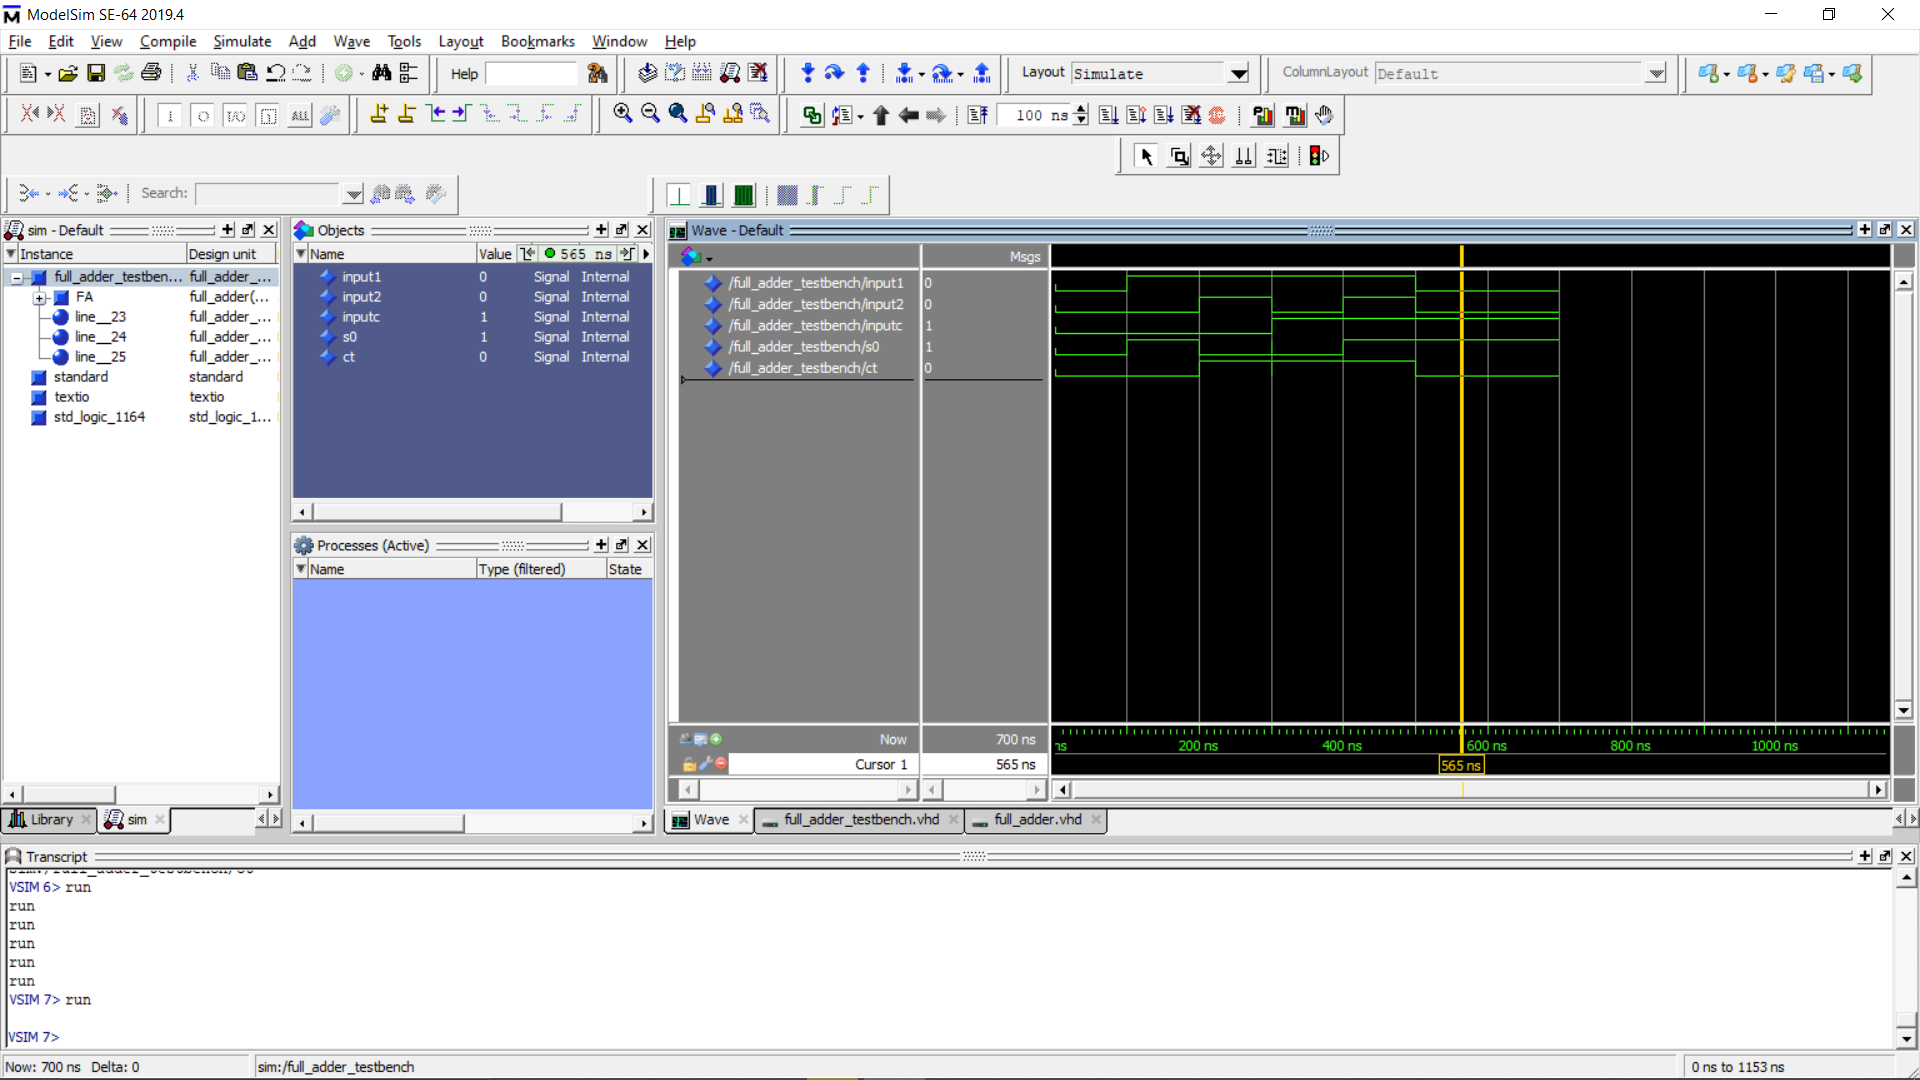 ModelSim SE-64 2019.4
File Edit View Compile Simulate Add Wave Tools Layout Bookmarks Window Help
Help Layout Simulate ColumnLayout Default
ALL 100 ns
Search:
sim - Default
Instance Design unit
full_adder_testben... full_adder_...
FA full_adder(...
line__23 full_adder_...
line__24 full_adder_...
line__25 full_adder_...
standard standard
textio textio
std_logic_1164 std_logic_1...
Library sim
Objects
Name Value 565 ns
input1 0 Signal Internal
input2 0 Signal Internal
inputc 1 Signal Internal
s0 1 Signal Internal
ct 0 Signal Internal
Processes (Active)
Name Type (filtered) State
Wave - Default
Msgs
/full_adder_testbench/input1 0
/full_adder_testbench/input2 0
/full_adder_testbench/inputc 1
/full_adder_testbench/s0 1
/full_adder_testbench/ct 0
Now 700 ns
ns 200 ns 400 ns 600 ns 800 ns 1000 ns
Cursor 1 565 ns
565 ns
Wave full_adder_testbench.vhd full_adder.vhd
Transcript
VSIM 6> run
run
run
run
run
run
VSIM 7> run
VSIM 7>
Now: 700 ns Delta: 0 sim:/full_adder_testbench 0 ns to 1153 ns